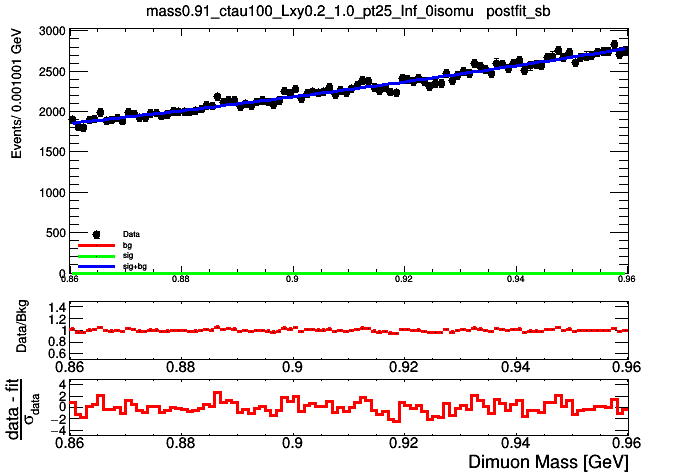 mass0.91_ctau100_Lxy0.2_1.0_pt25_Inf_0isomu postfit_sb
Events/ 0.001001 GeV
3000
2500
2000
1500
1000
500
0
Data
bg
sig
sig+bg
0.86 0.88 0.9 0.92 0.94 0.96
Data/Bkg
1.4
1.2
1
0.8
0.6
0.86 0.88 0.9 0.92 0.94 0.96
data - fit
σdata
4
2
0
−2
−4
0.86 0.88 0.9 0.92 0.94 0.96
Dimuon Mass [GeV]